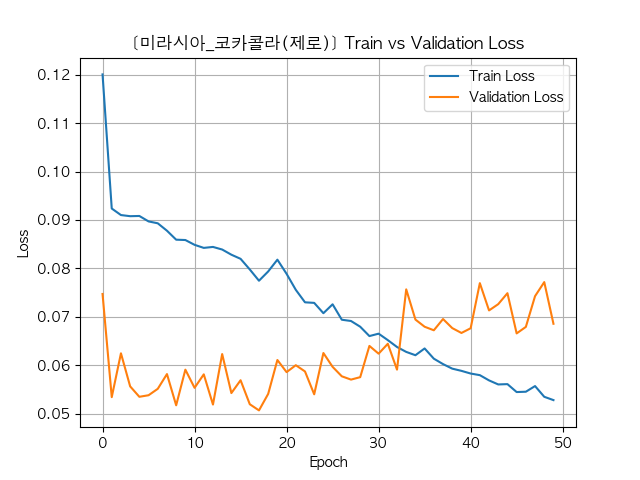 [미라시아_코카콜라(제로)] Train vs Validation Loss
Train Loss
Validation Loss
Loss
0.12
0.11
0.10
0.09
0.08
0.07
0.06
0.05
0 10 20 30 40 50
Epoch